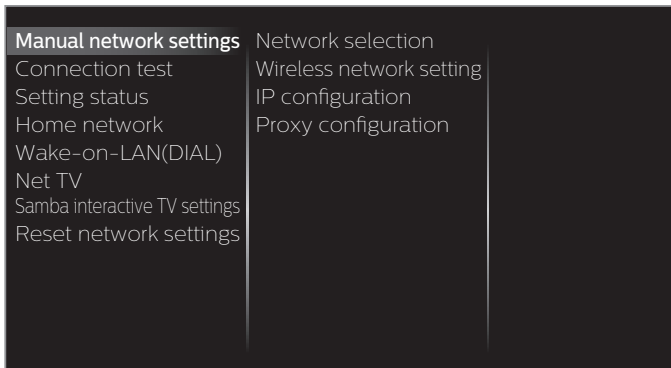 Manual network settings
Connection test
Setting status
Home network
Wake-on-LAN(DIAL)
Net TV
Samba interactive TV settings
Reset network settings
Network selection
Wireless network setting
IP configuration
Proxy configuration